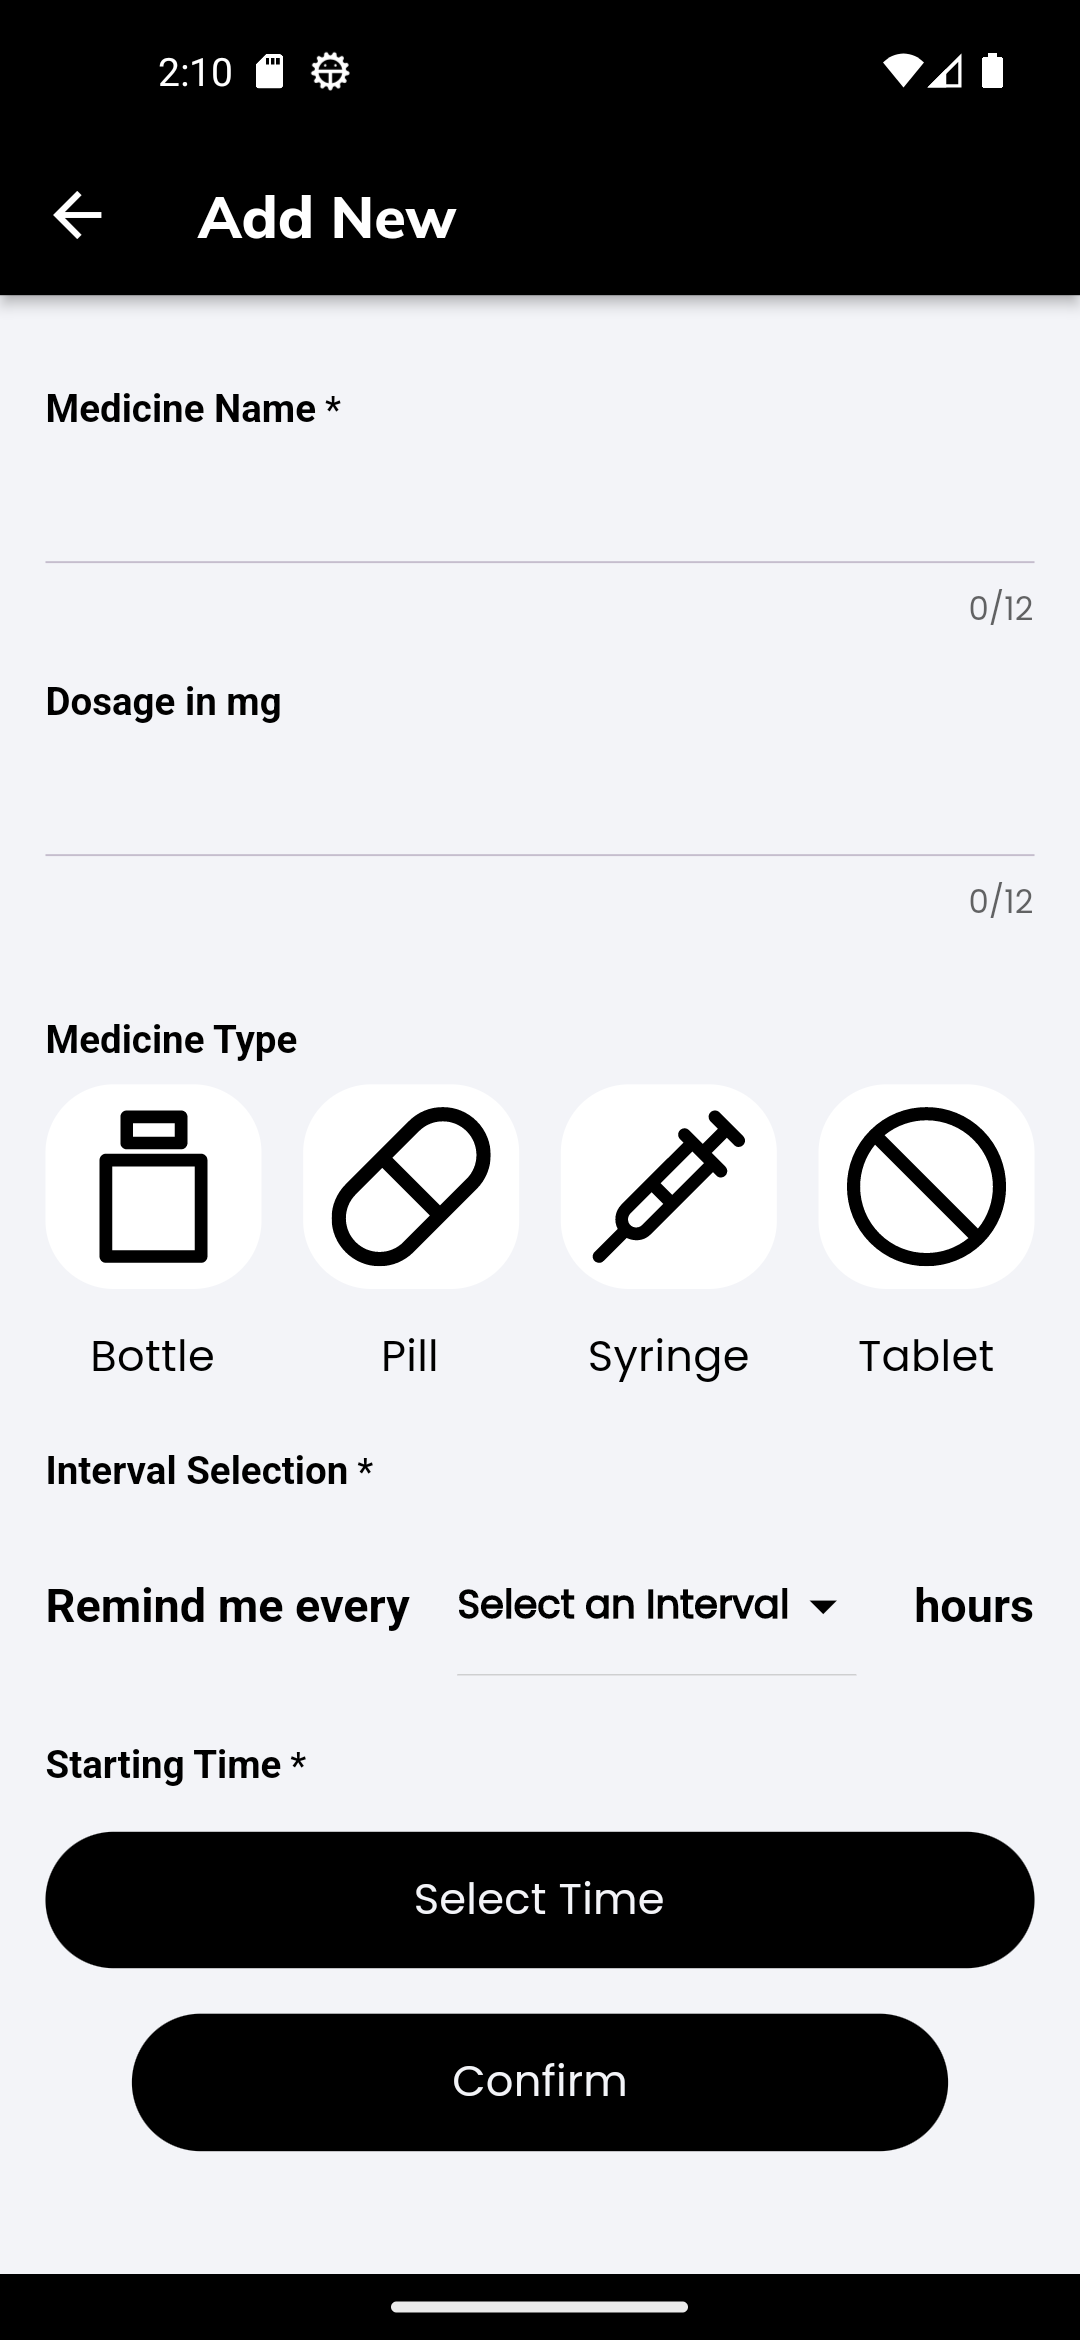 2:10
Add New
Medicine Name *
0/12
Dosage in mg
0/12
Medicine Type
Bottle Pill Syringe Tablet
Interval Selection *
Remind me every Select an Interval hours
Starting Time *
Select Time
Confirm